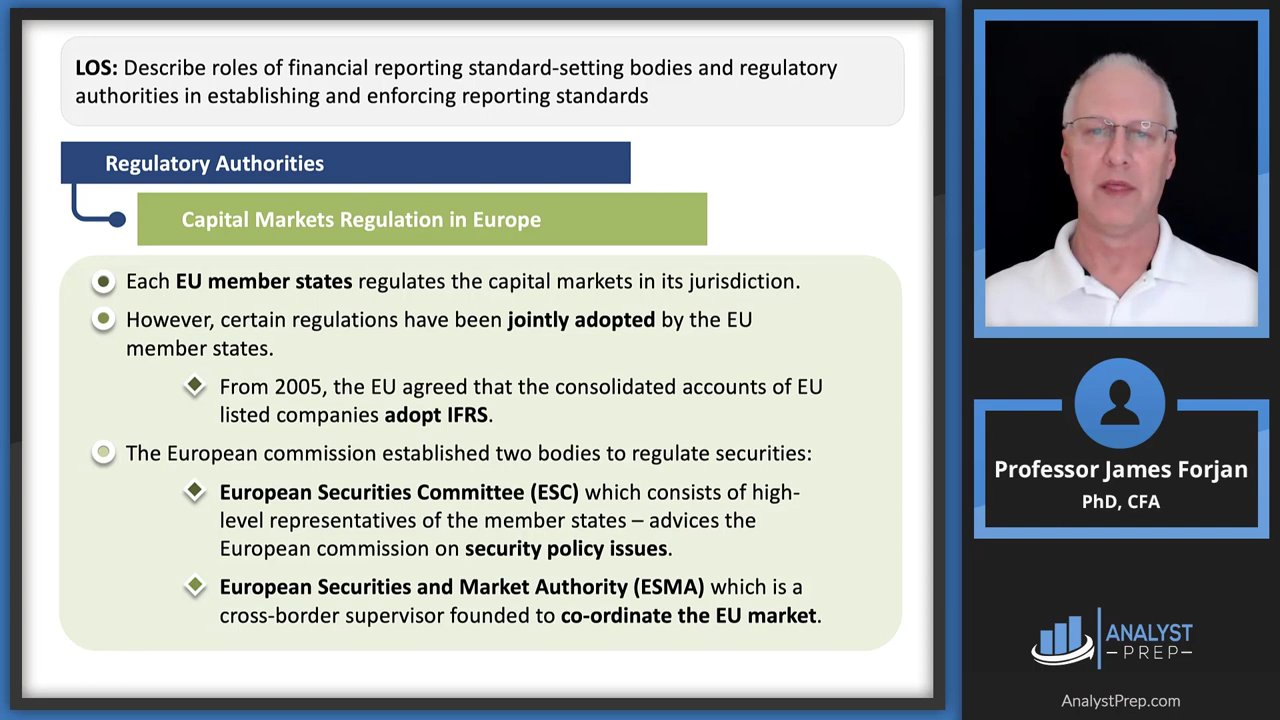 LOS: Describe roles of financial reporting standard-setting bodies and regulatory
authorities in establishing and enforcing reporting standards
Regulatory Authorities
Capital Markets Regulation in Europe
Each EU member states regulates the capital markets in its jurisdiction.
However, certain regulations have been jointly adopted by the EU
member states.
From 2005, the EU agreed that the consolidated accounts of EU
listed companies adopt IFRS.
The European commission established two bodies to regulate securities:
European Securities Committee (ESC) which consists of high-
level representatives of the member states – advices the
European commission on security policy issues.
European Securities and Market Authority (ESMA) which is a
cross-border supervisor founded to co-ordinate the EU market.
Professor James Forjan
PhD, CFA
ANALYST
PREP
AnalystPrep.com